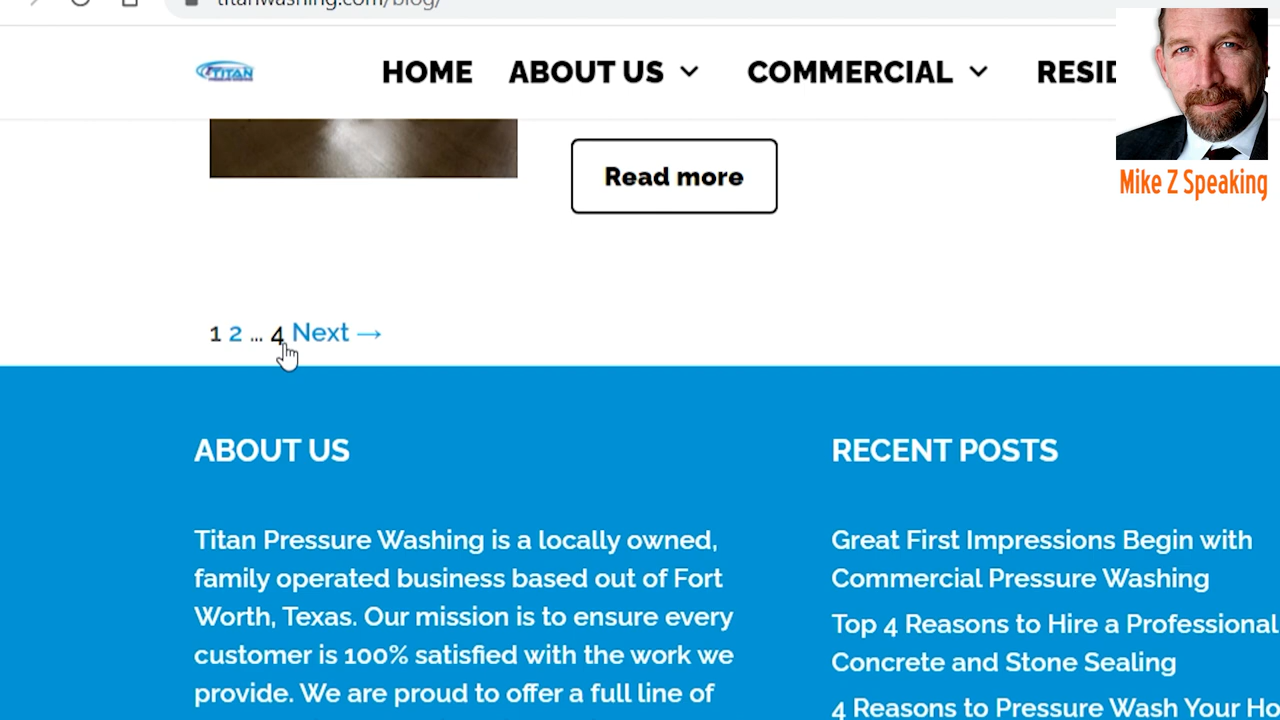 titanwashing.com/blog/
TITAN
HOME ABOUT US COMMERCIAL RESID
Mike Z Speaking
Read more
1 2 ... 4 Next →
ABOUT US
Titan Pressure Washing is a locally owned,
family operated business based out of Fort
Worth, Texas. Our mission is to ensure every
customer is 100% satisfied with the work we
provide. We are proud to offer a full line of
RECENT POSTS
Great First Impressions Begin with
Commercial Pressure Washing
Top 4 Reasons to Hire a Professional
Concrete and Stone Sealing
4 Reasons to Pressure Wash Your Ho